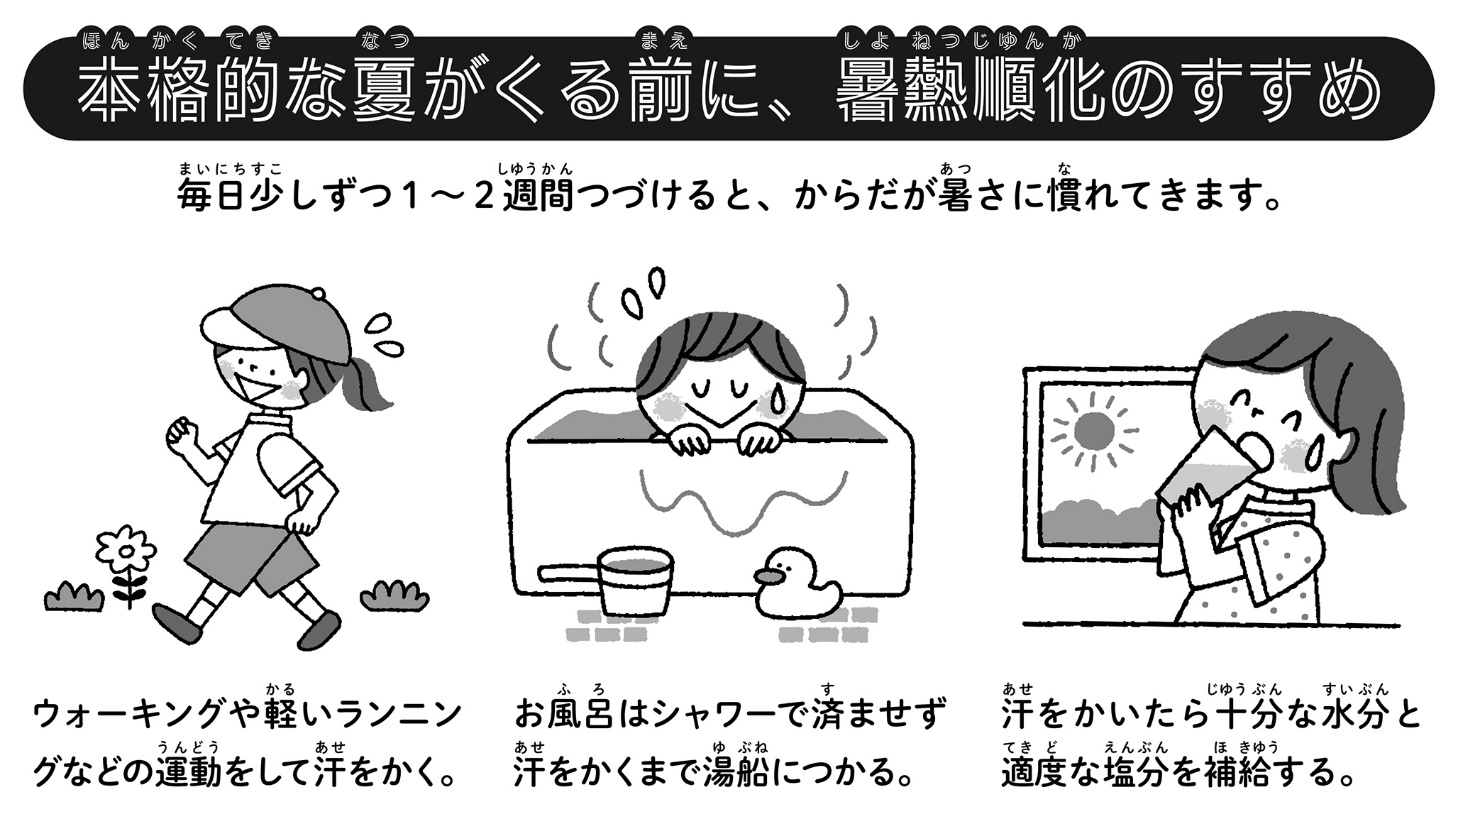 本格的な夏がくる前に、暑熱順化のすすめ
毎日少しずつ1~2週間つづけると、からだが暑さに慣れてきます。
ウォーキングや軽いランニン
グなどの運動をして汗をかく。
お風呂はシャワーで済ませず
汗をかくまで湯船につかる。
汗をかいたら十分な水分と
適度な塩分を補給する。